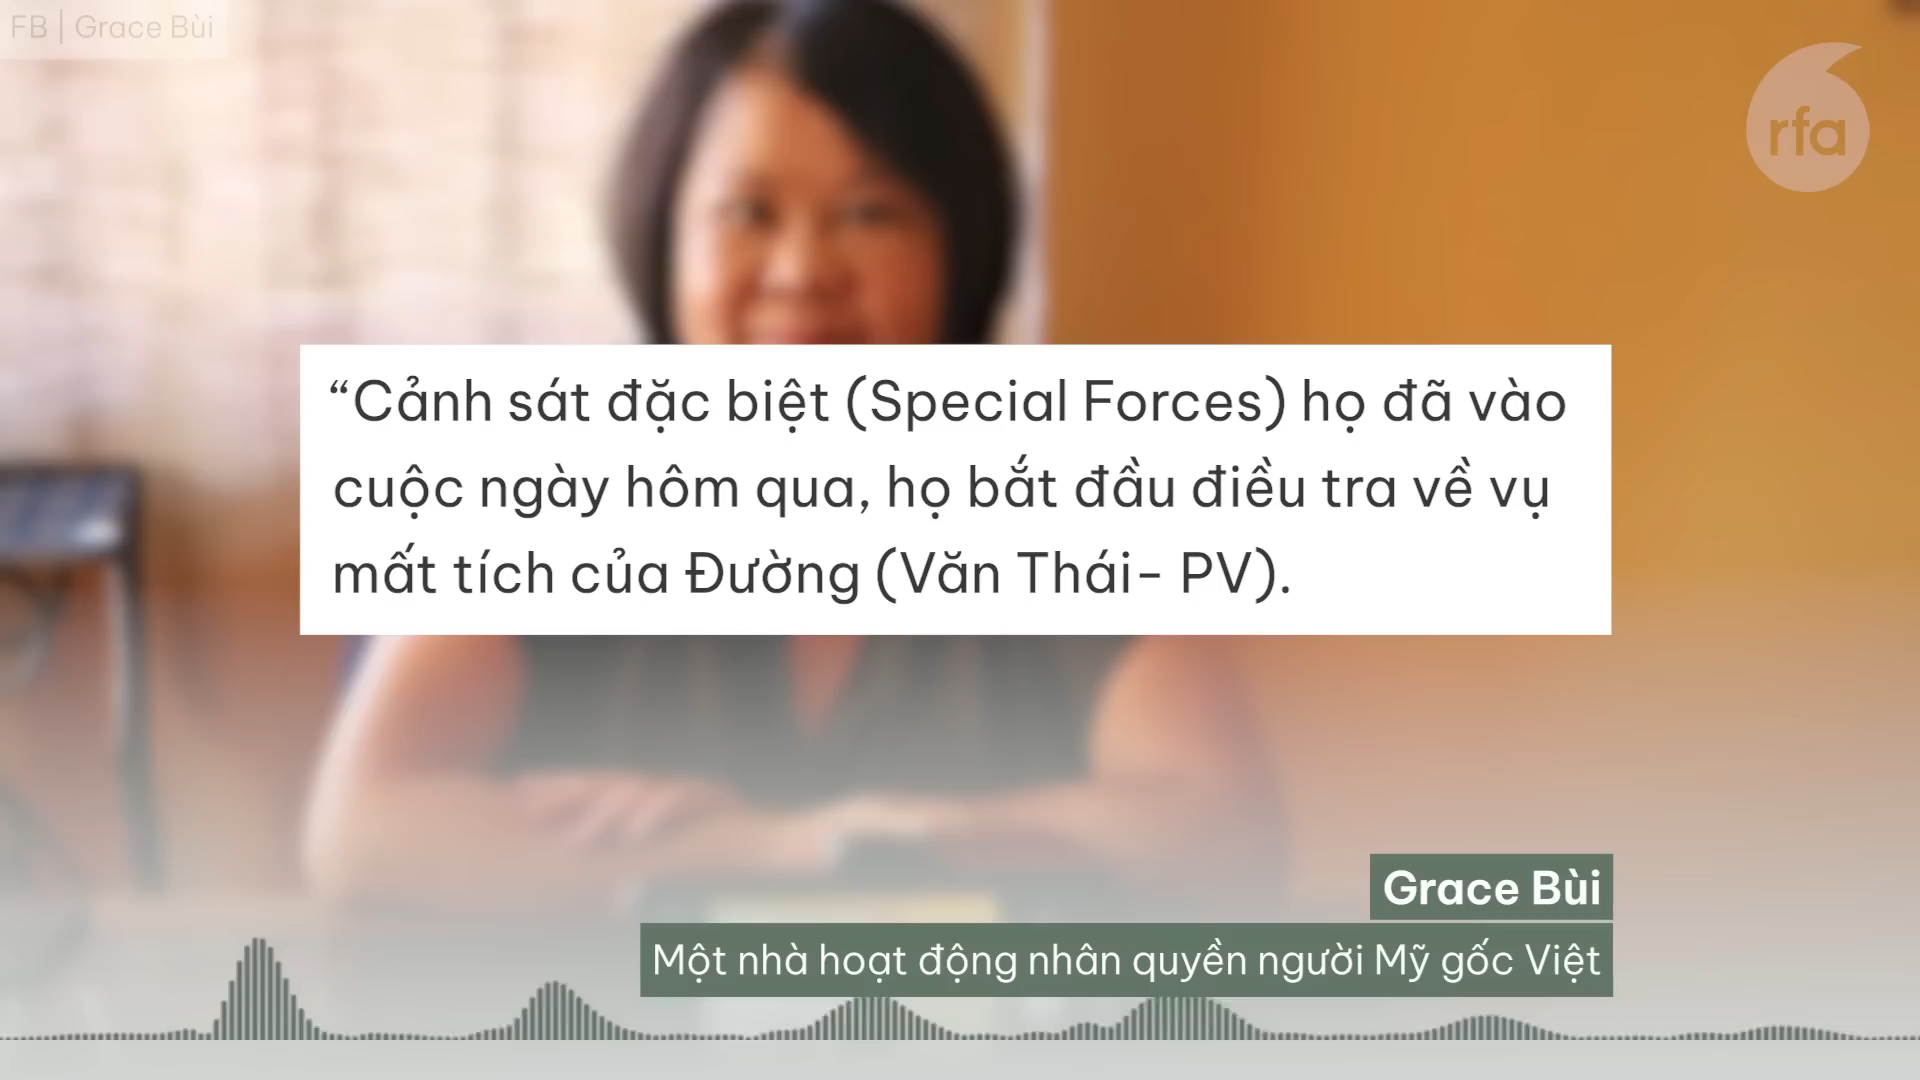 FB | Grace Bùi
rfa
“Cảnh sát đặc biệt (Special Forces) họ đã vào
cuộc ngày hôm qua, họ bắt đầu điều tra về vụ
mất tích của Đường (Văn Thái- PV).
Grace Bùi
Một nhà hoạt động nhân quyền người Mỹ gốc Việt